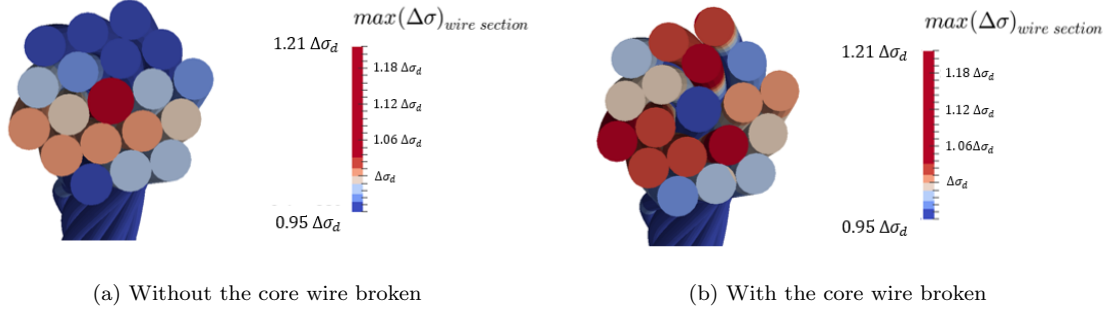 max(Δσ)wire section
1.21 Δσd
1.18 Δσd
1.12 Δσd
1.06 Δσd
Δσd
0.95 Δσd
(a) Without the core wire broken
max(Δσ)wire section
1.21 Δσd
1.18 Δσd
1.12 Δσd
1.06Δσd
Δσd
0.95 Δσd
(b) With the core wire broken